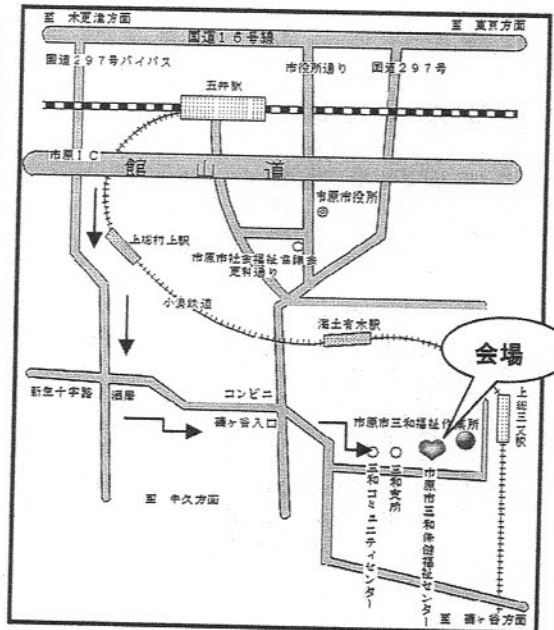 至 木更津方面
至 東京方面
国道16号線
国道297号バイパス
市役所通り
国道297号
五井駅
市原IC
館山道
市原市役所
上総村上駅
市原市社会福祉協議会
更科通り
小湊鉄道
海士有木駅
会場
上総三又駅
新生十字路
酒屋
コンビニ
磯ヶ谷入口
市原市三和福祉作業所
三和コミュニティセンター
三和支所
市原市三和保健福祉センター
至 牛久方面
至 磯ヶ谷方面